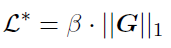 𝓛* = β · ||𝑮||₁